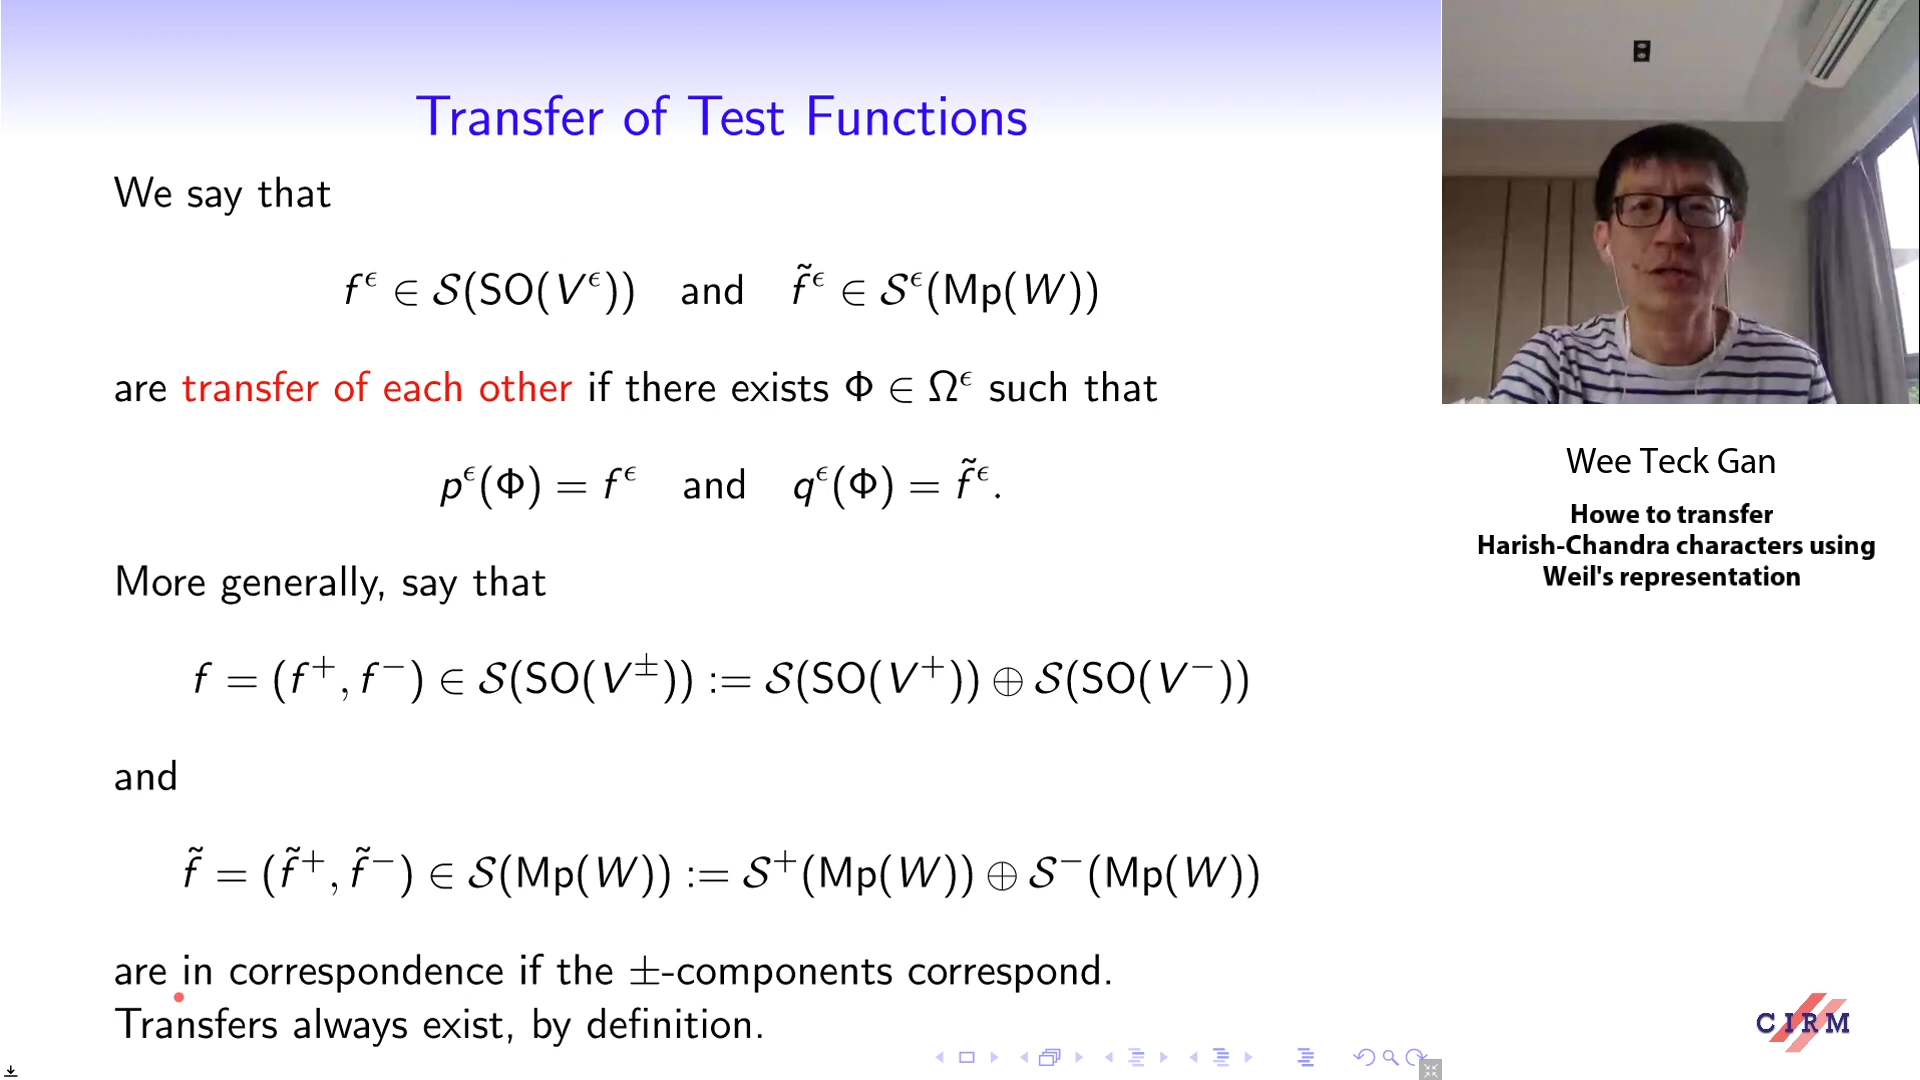 Transfer of Test Functions
We say that
f^ϵ ∈ 𝒮(SO(V^ϵ)) and f̃^ϵ ∈ 𝒮^ϵ(Mp(W))
are transfer of each other if there exists Φ ∈ Ω^ϵ such that
p^ϵ(Φ) = f^ϵ and q^ϵ(Φ) = f̃^ϵ.
More generally, say that
f = (f^+, f^−) ∈ 𝒮(SO(V^±)) := 𝒮(SO(V^+)) ⊕ 𝒮(SO(V^−))
and
f̃ = (f̃^+, f̃^−) ∈ 𝒮(Mp(W)) := 𝒮^+(Mp(W)) ⊕ 𝒮^−(Mp(W))
are in correspondence if the ±-components correspond.
Transfers always exist, by definition.
Wee Teck Gan
Howe to transfer
Harish-Chandra characters using
Weil's representation
CIRM